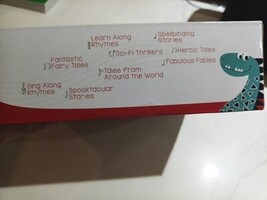 Learn Along
Rhymes
Spellbinding
Stories
Sci-Fi Thrillers
Heroic Tales
Fantastic
Fairy Tales
Fabulous Fables
Tales from
Around the World
Sing Along
Rhymes
Spooktacular
Stories